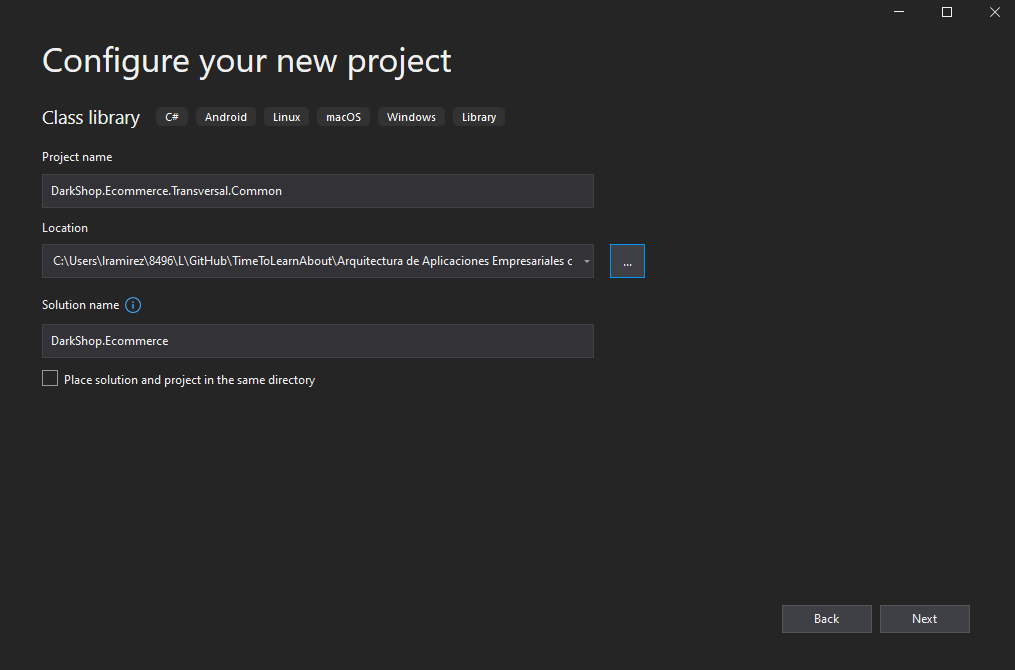 Configure your new project
Class library C# Android Linux macOS Windows Library
Project name
DarkShop.Ecommerce.Transversal.Common
Location
C:\Users\lramirez\8496\L\GitHub\TimeToLearnAbout\Arquitectura de Aplicaciones Empresariales c
...
Solution name
DarkShop.Ecommerce
Place solution and project in the same directory
Back Next